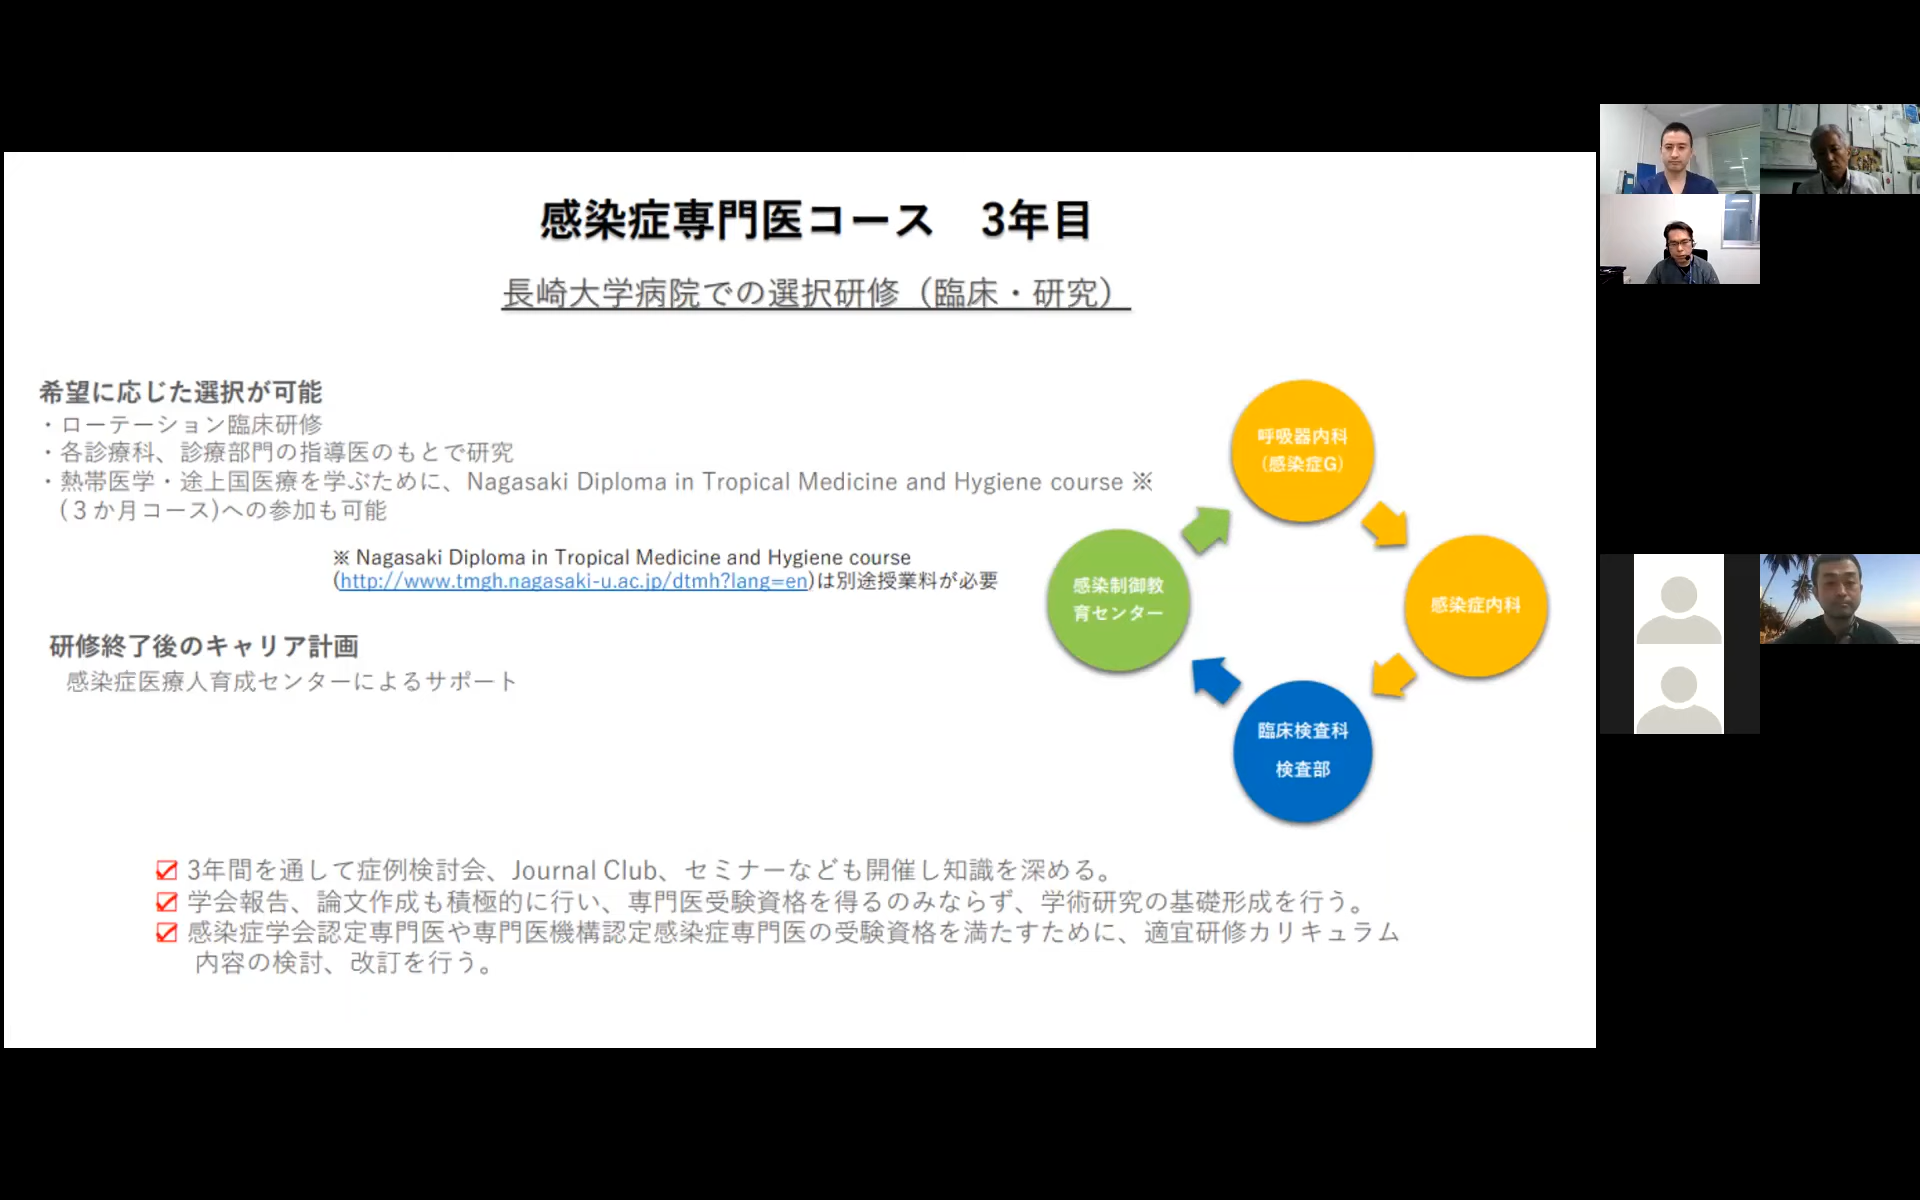 感染症専門医コース　3年目
長崎大学病院での選択研修（臨床・研究）
希望に応じた選択が可能
・ローテーション臨床研修
・各診療科、診療部門の指導医のもとで研究
・熱帯医学・途上国医療を学ぶために、Nagasaki Diploma in Tropical Medicine and Hygiene course ※
(３か月コース)への参加も可能
※ Nagasaki Diploma in Tropical Medicine and Hygiene course
(http://www.tmgh.nagasaki-u.ac.jp/dtmh?lang=en)は別途授業料が必要
研修終了後のキャリア計画
感染症医療人育成センターによるサポート
呼吸器内科
（感染症G）
感染症内科
臨床検査科
検査部
感染制御教
育センター
3年間を通して症例検討会、Journal Club、セミナーなども開催し知識を深める。
学会報告、論文作成も積極的に行い、専門医受験資格を得るのみならず、学術研究の基礎形成を行う。
感染症学会認定専門医や専門医機構認定感染症専門医の受験資格を満たすために、適宜研修カリキュラム
内容の検討、改訂を行う。